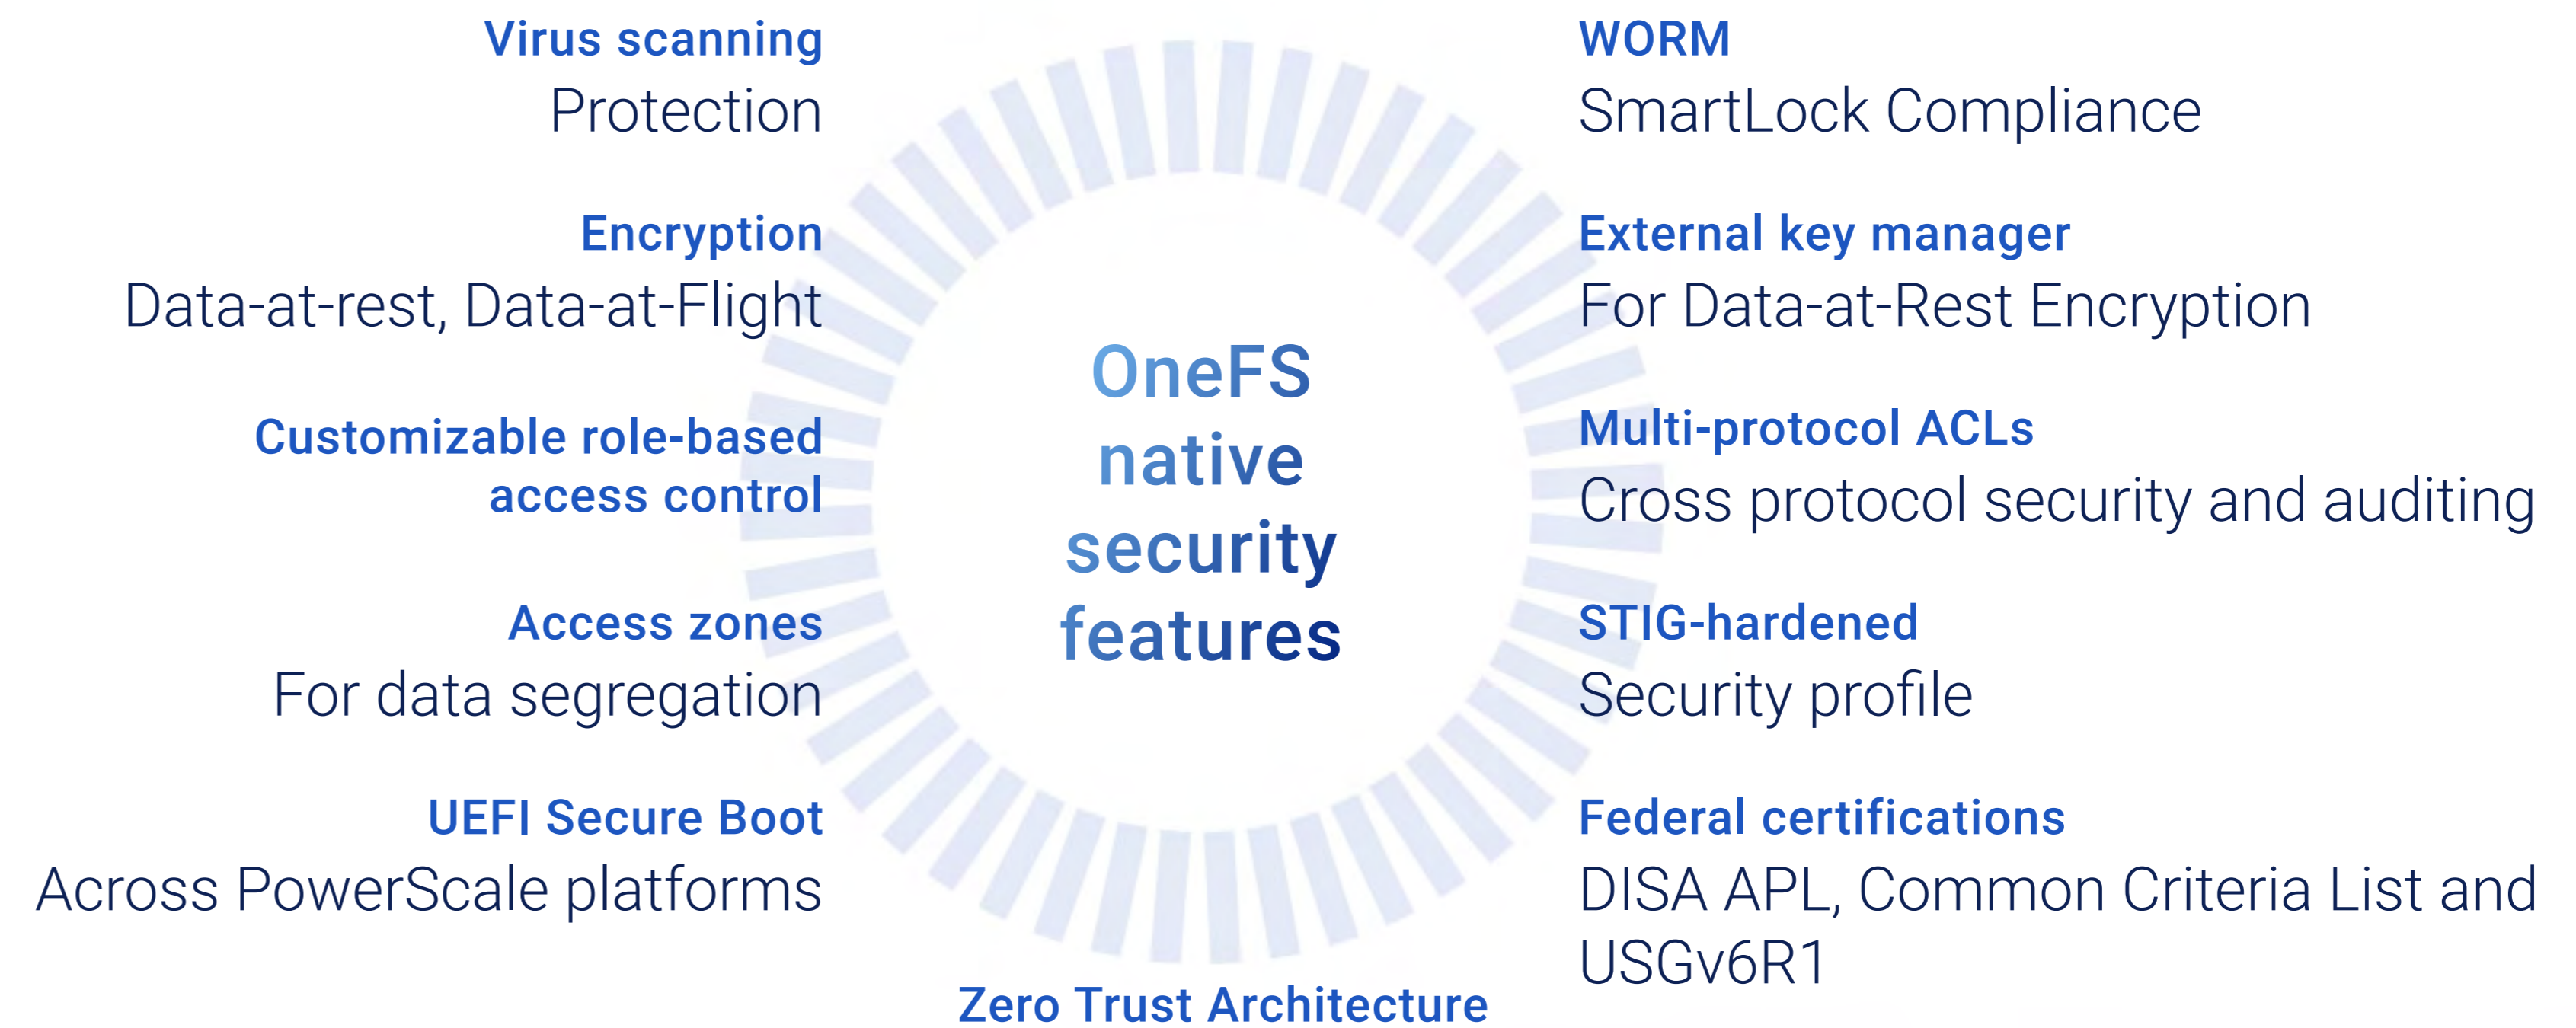 Virus scanning
Protection
Encryption
Data-at-rest, Data-at-Flight
Customizable role-based
access control
Access zones
For data segregation
UEFI Secure Boot
Across PowerScale platforms
OneFS
native
security
features
Zero Trust Architecture
WORM
SmartLock Compliance
External key manager
For Data-at-Rest Encryption
Multi-protocol ACLs
Cross protocol security and auditing
STIG-hardened
Security profile
Federal certifications
DISA APL, Common Criteria List and
USGv6R1